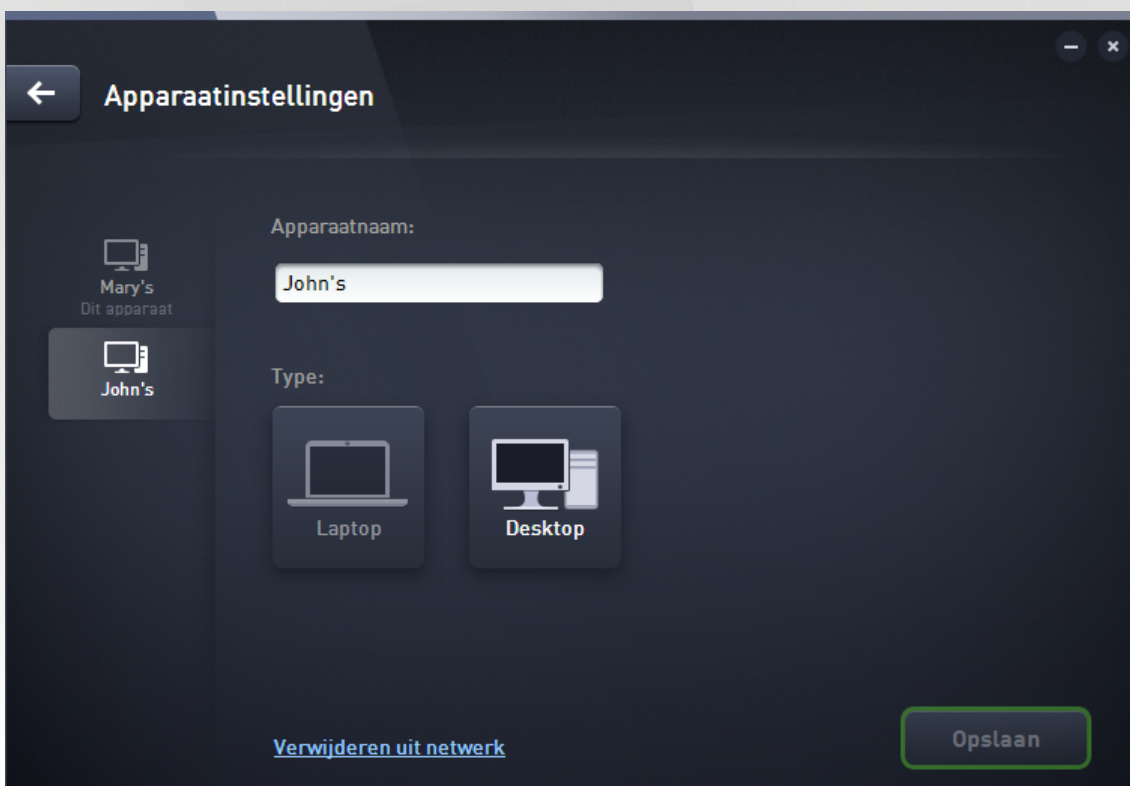 Apparaatinstellingen
Mary's
Dit apparaat
John's
Apparaatnaam:
John's
Type:
Laptop
Desktop
Verwijderen uit netwerk
Opslaan